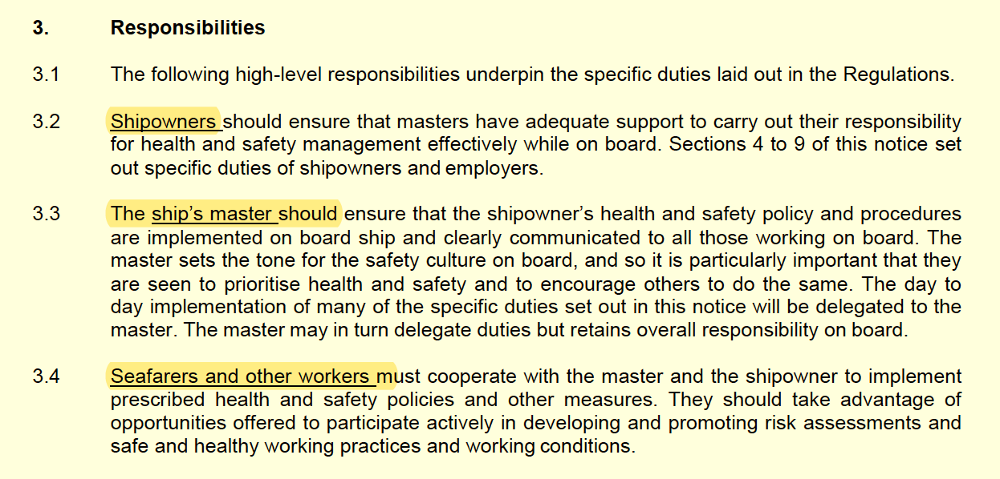 3. Responsibilities
3.1 The following high-level responsibilities underpin the specific duties laid out in the Regulations.
3.2 Shipowners should ensure that masters have adequate support to carry out their responsibility
for health and safety management effectively while on board. Sections 4 to 9 of this notice set
out specific duties of shipowners and employers.
3.3 The ship’s master should ensure that the shipowner’s health and safety policy and procedures
are implemented on board ship and clearly communicated to all those working on board. The
master sets the tone for the safety culture on board, and so it is particularly important that they
are seen to prioritise health and safety and to encourage others to do the same. The day to
day implementation of many of the specific duties set out in this notice will be delegated to the
master. The master may in turn delegate duties but retains overall responsibility on board.
3.4 Seafarers and other workers must cooperate with the master and the shipowner to implement
prescribed health and safety policies and other measures. They should take advantage of
opportunities offered to participate actively in developing and promoting risk assessments and
safe and healthy working practices and working conditions.